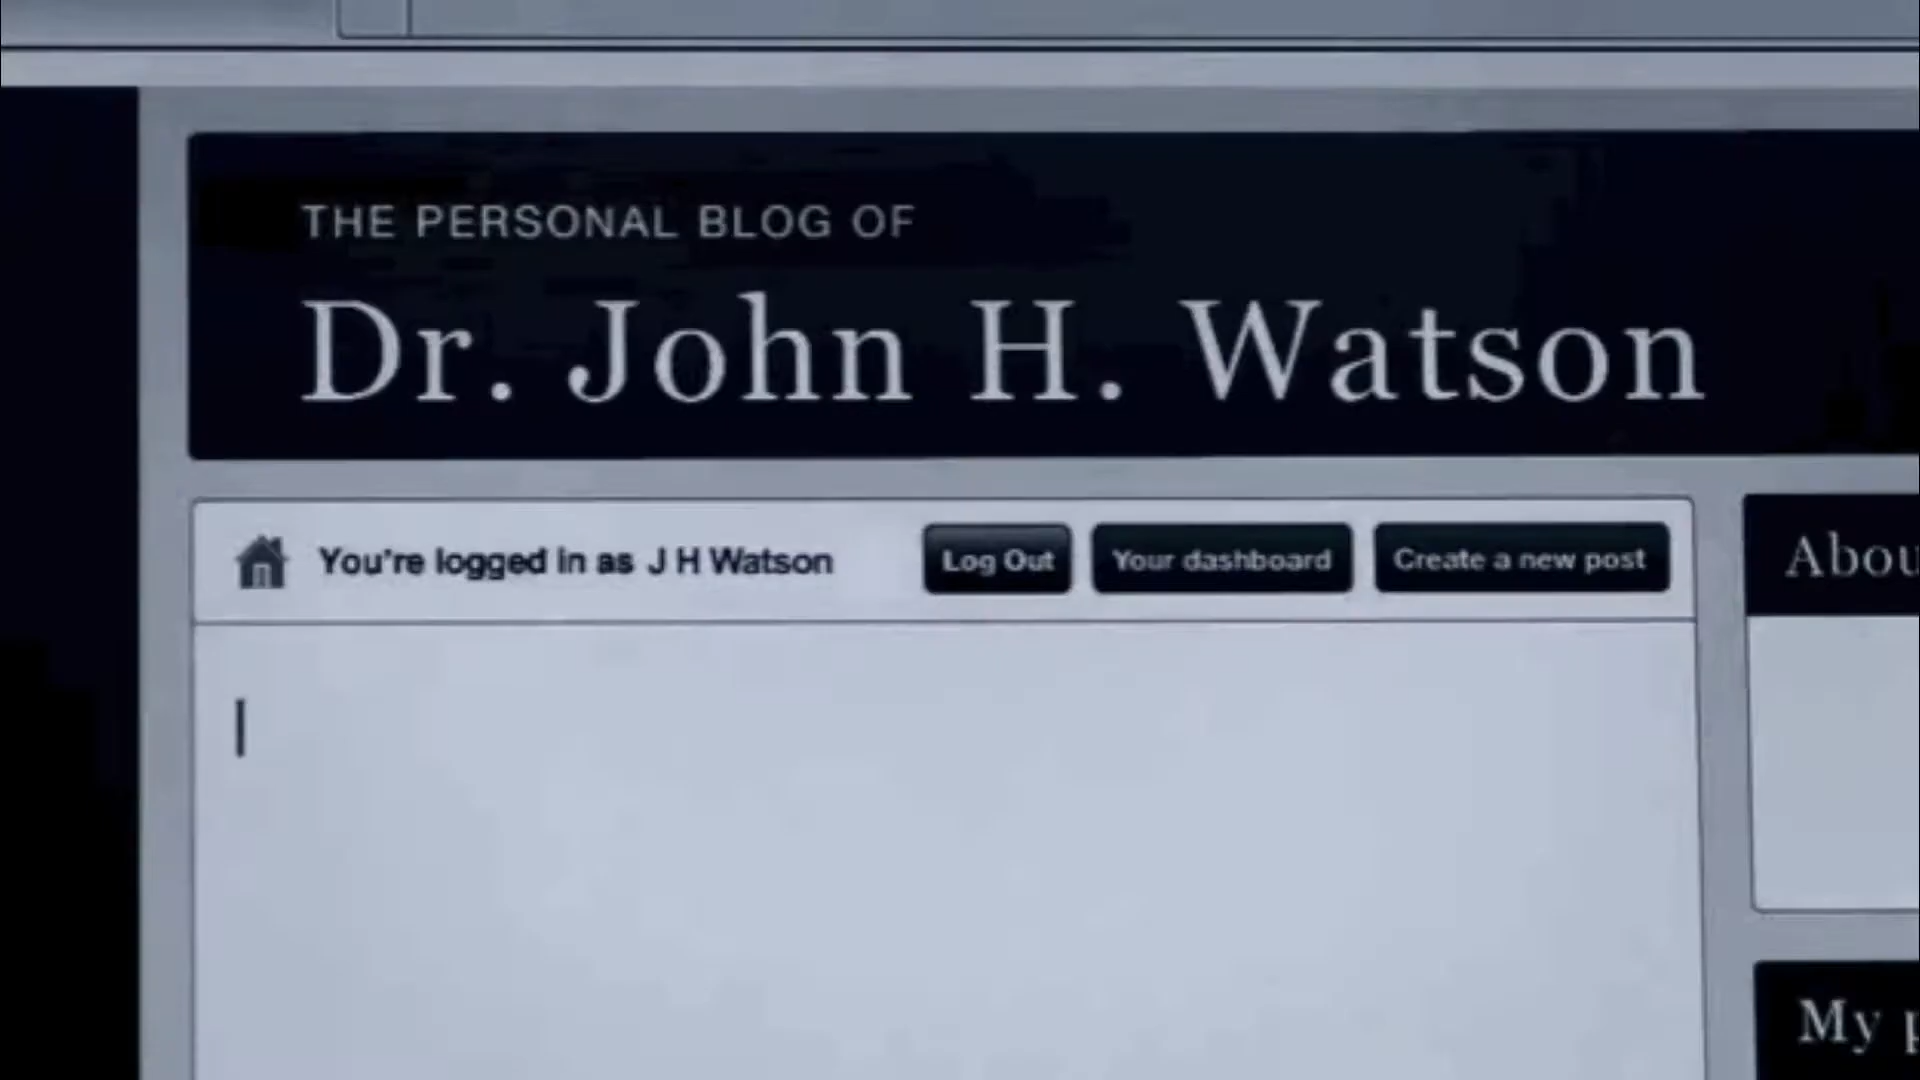 THE PERSONAL BLOG OF
Dr. John H. Watson
You're logged in as J H Watson
Log Out
Your dashboard
Create a new post